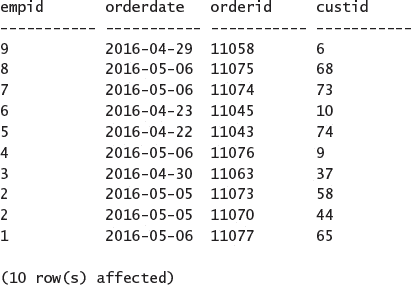 empid       orderdate   orderid     custid
----------- ----------- ----------- -----------
9           2016-04-29  11058       6
8           2016-05-06  11075       68
7           2016-05-06  11074       73
6           2016-04-23  11045       10
5           2016-04-22  11043       74
4           2016-05-06  11076       9
3           2016-04-30  11063       37
2           2016-05-05  11073       58
2           2016-05-05  11070       44
1           2016-05-06  11077       65
(10 row(s) affected)